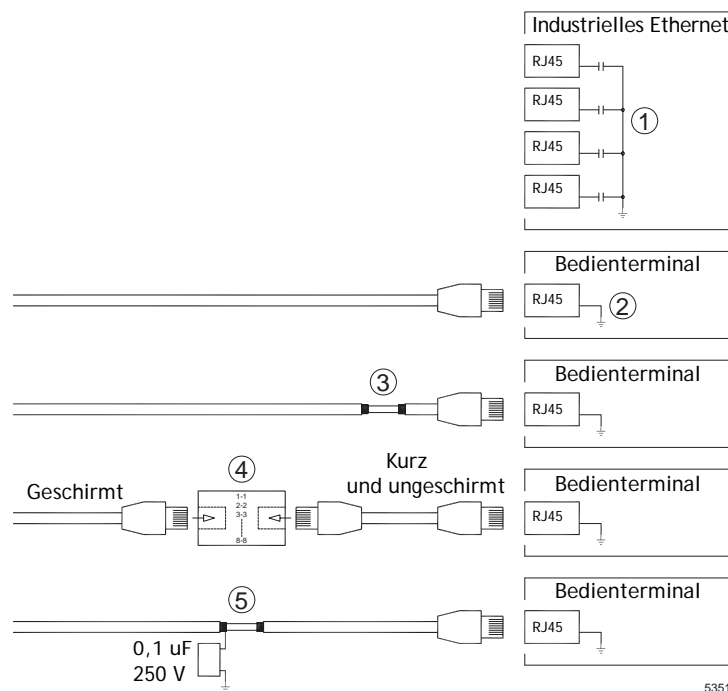 Industrielles Ethernet
RJ45
RJ45
1
RJ45
RJ45
Bedienterminal
RJ45
2
Bedienterminal
3
RJ45
4
Kurz
und ungeschirmt
Geschirmt
1-1
2-2
3-3
8-8
Bedienterminal
RJ45
Bedienterminal
5
RJ45
0,1 uF
250 V
5351